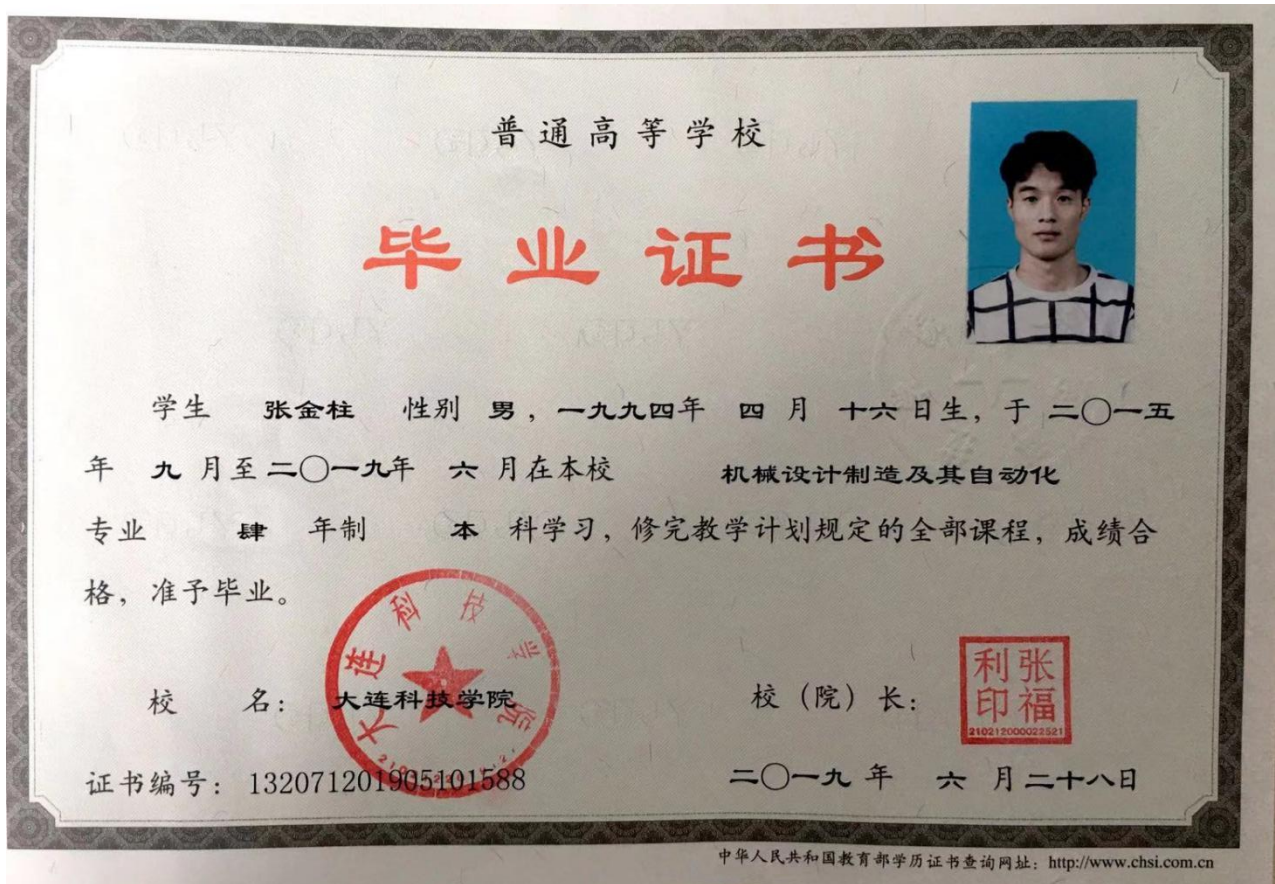 普通高等学校
毕业证书
学生 张金柱 性别 男，一九九四年 四 月 十六日生，于 二〇一五
年 九 月至二〇一九年 六 月在本校 机械设计制造及其自动化
专业 肆 年制 本 科学习，修完教学计划规定的全部课程，成绩合
格，准予毕业。
大连科技学院
校 名： 大连科技学院
校（院）长：
张福利印
210212000022521
证书编号：132071201905101588
二〇一九 年 六 月二十八日
中华人民共和国教育部学历证书查询网址：http://www.chsi.com.cn